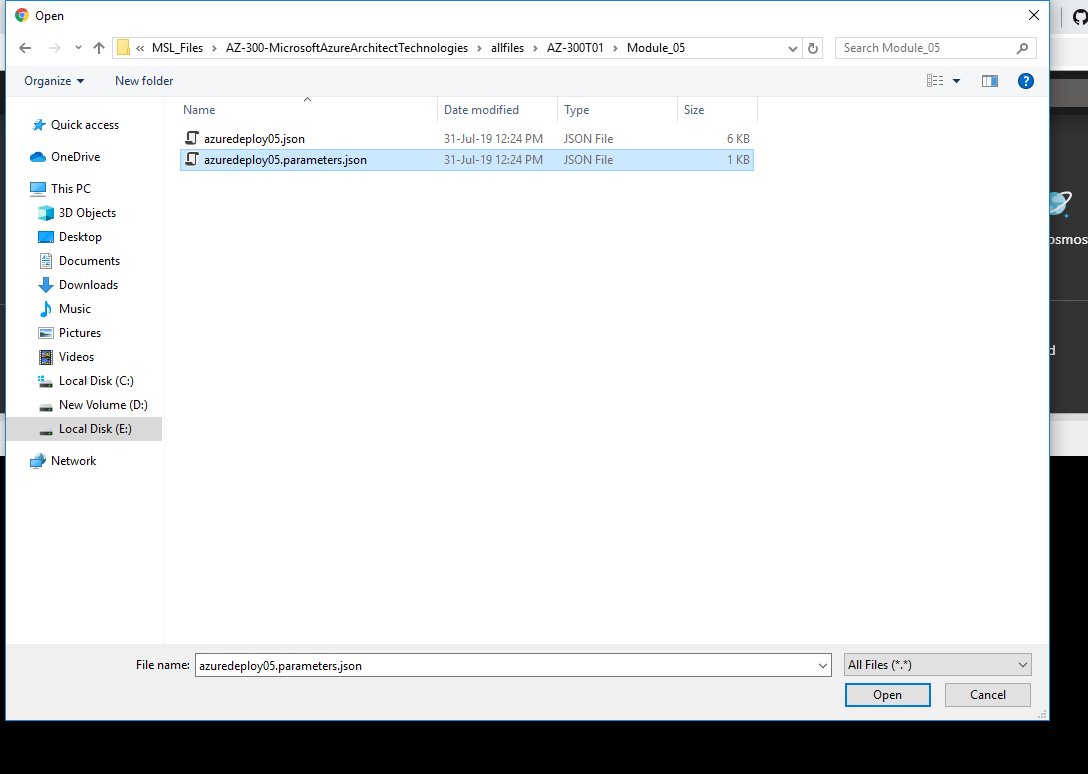 Open
« MSL_Files › AZ-300-MicrosoftAzureArchitectTechnologies › allfiles › AZ-300T01 › Module_05
Search Module_05
Organize
New folder
Name
Date modified
Type
Size
azuredeploy05.json 31-Jul-19 12:24 PM JSON File 6 KB
azuredeploy05.parameters.json 31-Jul-19 12:24 PM JSON File 1 KB
Quick access
OneDrive
This PC
3D Objects
Desktop
Documents
Downloads
Music
Pictures
Videos
Local Disk (C:)
New Volume (D:)
Local Disk (E:)
Network
osmos
d
File name: azuredeploy05.parameters.json
All Files (*.*)
Open
Cancel